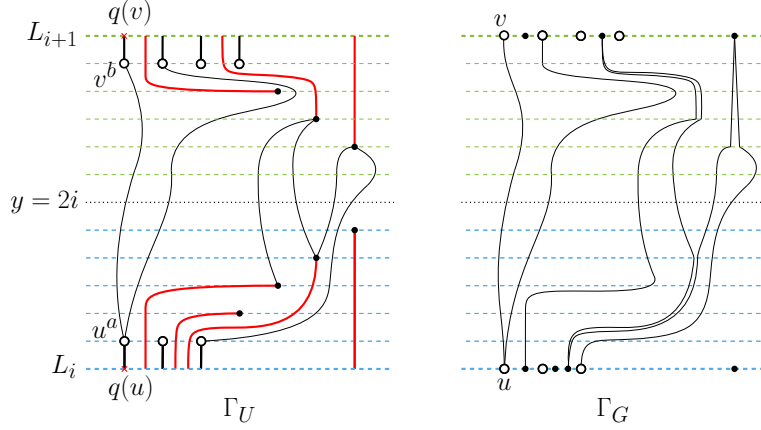 q(v) v
L_{i+1}
v^b
y = 2i
u^a
L_i
q(u) u
Γ_U Γ_G